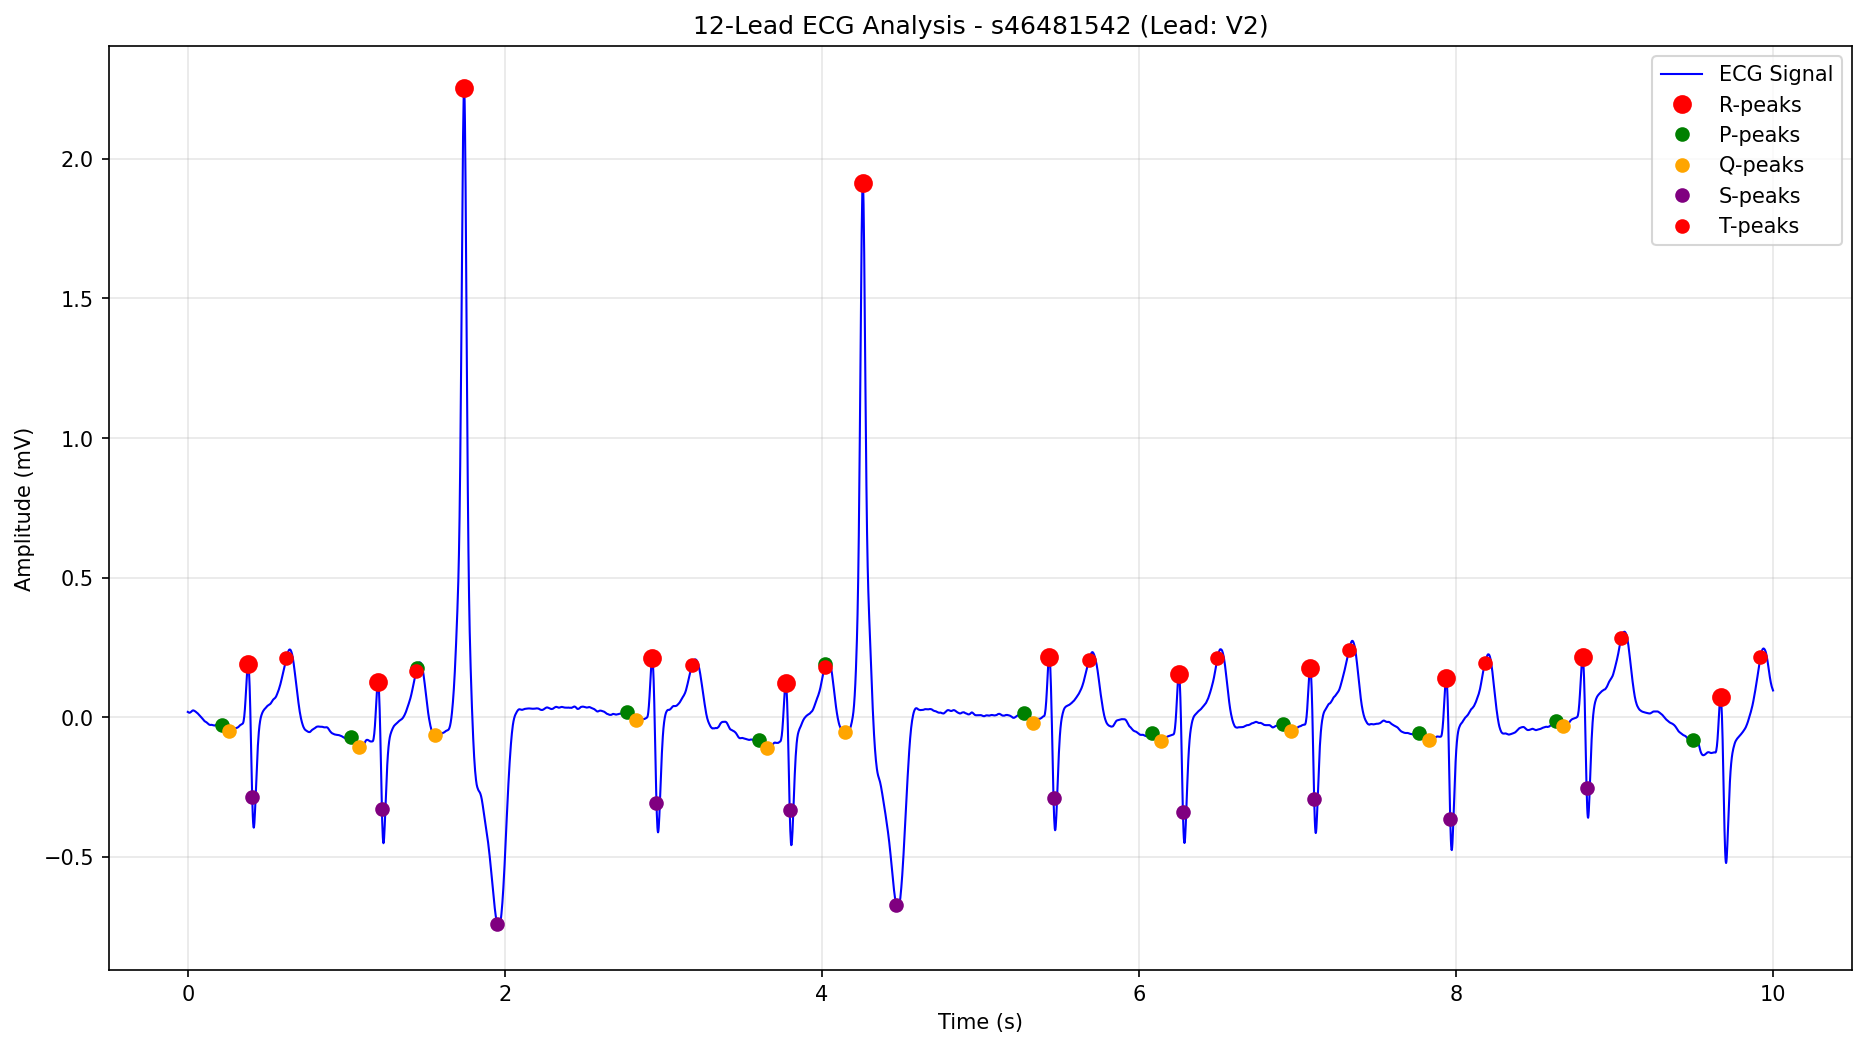 12-Lead ECG Analysis - s46481542 (Lead: V2)
ECG Signal
R-peaks
P-peaks
Q-peaks
S-peaks
T-peaks
Amplitude (mV)
2.0
1.5
1.0
0.5
0.0
−0.5
0 2 4 6 8 10
Time (s)